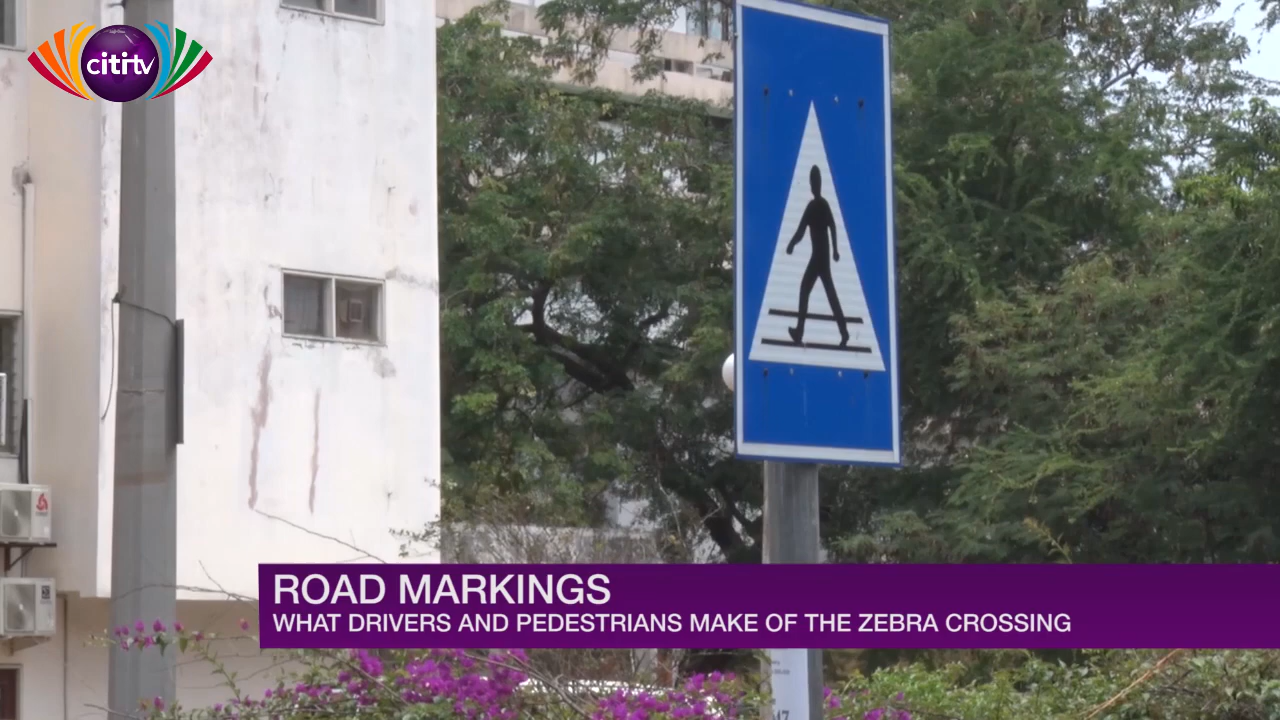 citi tv
ROAD MARKINGS
WHAT DRIVERS AND PEDESTRIANS MAKE OF THE ZEBRA CROSSING